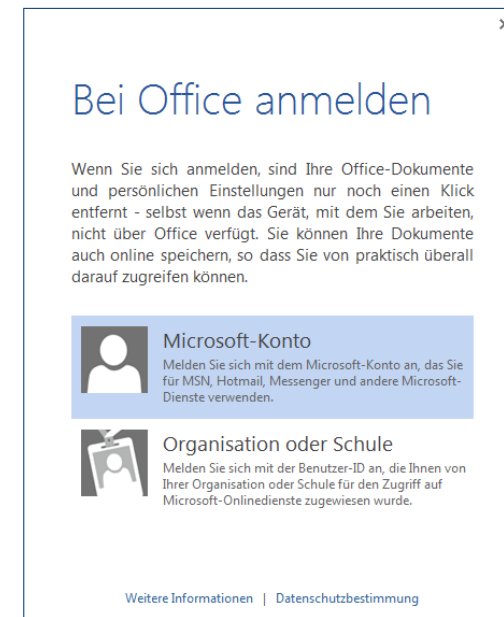 Bei Office anmelden
Wenn Sie sich anmelden, sind Ihre Office-Dokumente
und persönlichen Einstellungen nur noch einen Klick
entfernt - selbst wenn das Gerät, mit dem Sie arbeiten,
nicht über Office verfügt. Sie können Ihre Dokumente
auch online speichern, so dass Sie von praktisch überall
darauf zugreifen können.
Microsoft-Konto
Melden Sie sich mit dem Microsoft-Konto an, das Sie
für MSN, Hotmail, Messenger und andere Microsoft-
Dienste verwenden.
Organisation oder Schule
Melden Sie sich mit der Benutzer-ID an, die Ihnen von
Ihrer Organisation oder Schule für den Zugriff auf
Microsoft-Onlinedienste zugewiesen wurde.
Weitere Informationen | Datenschutzbestimmung